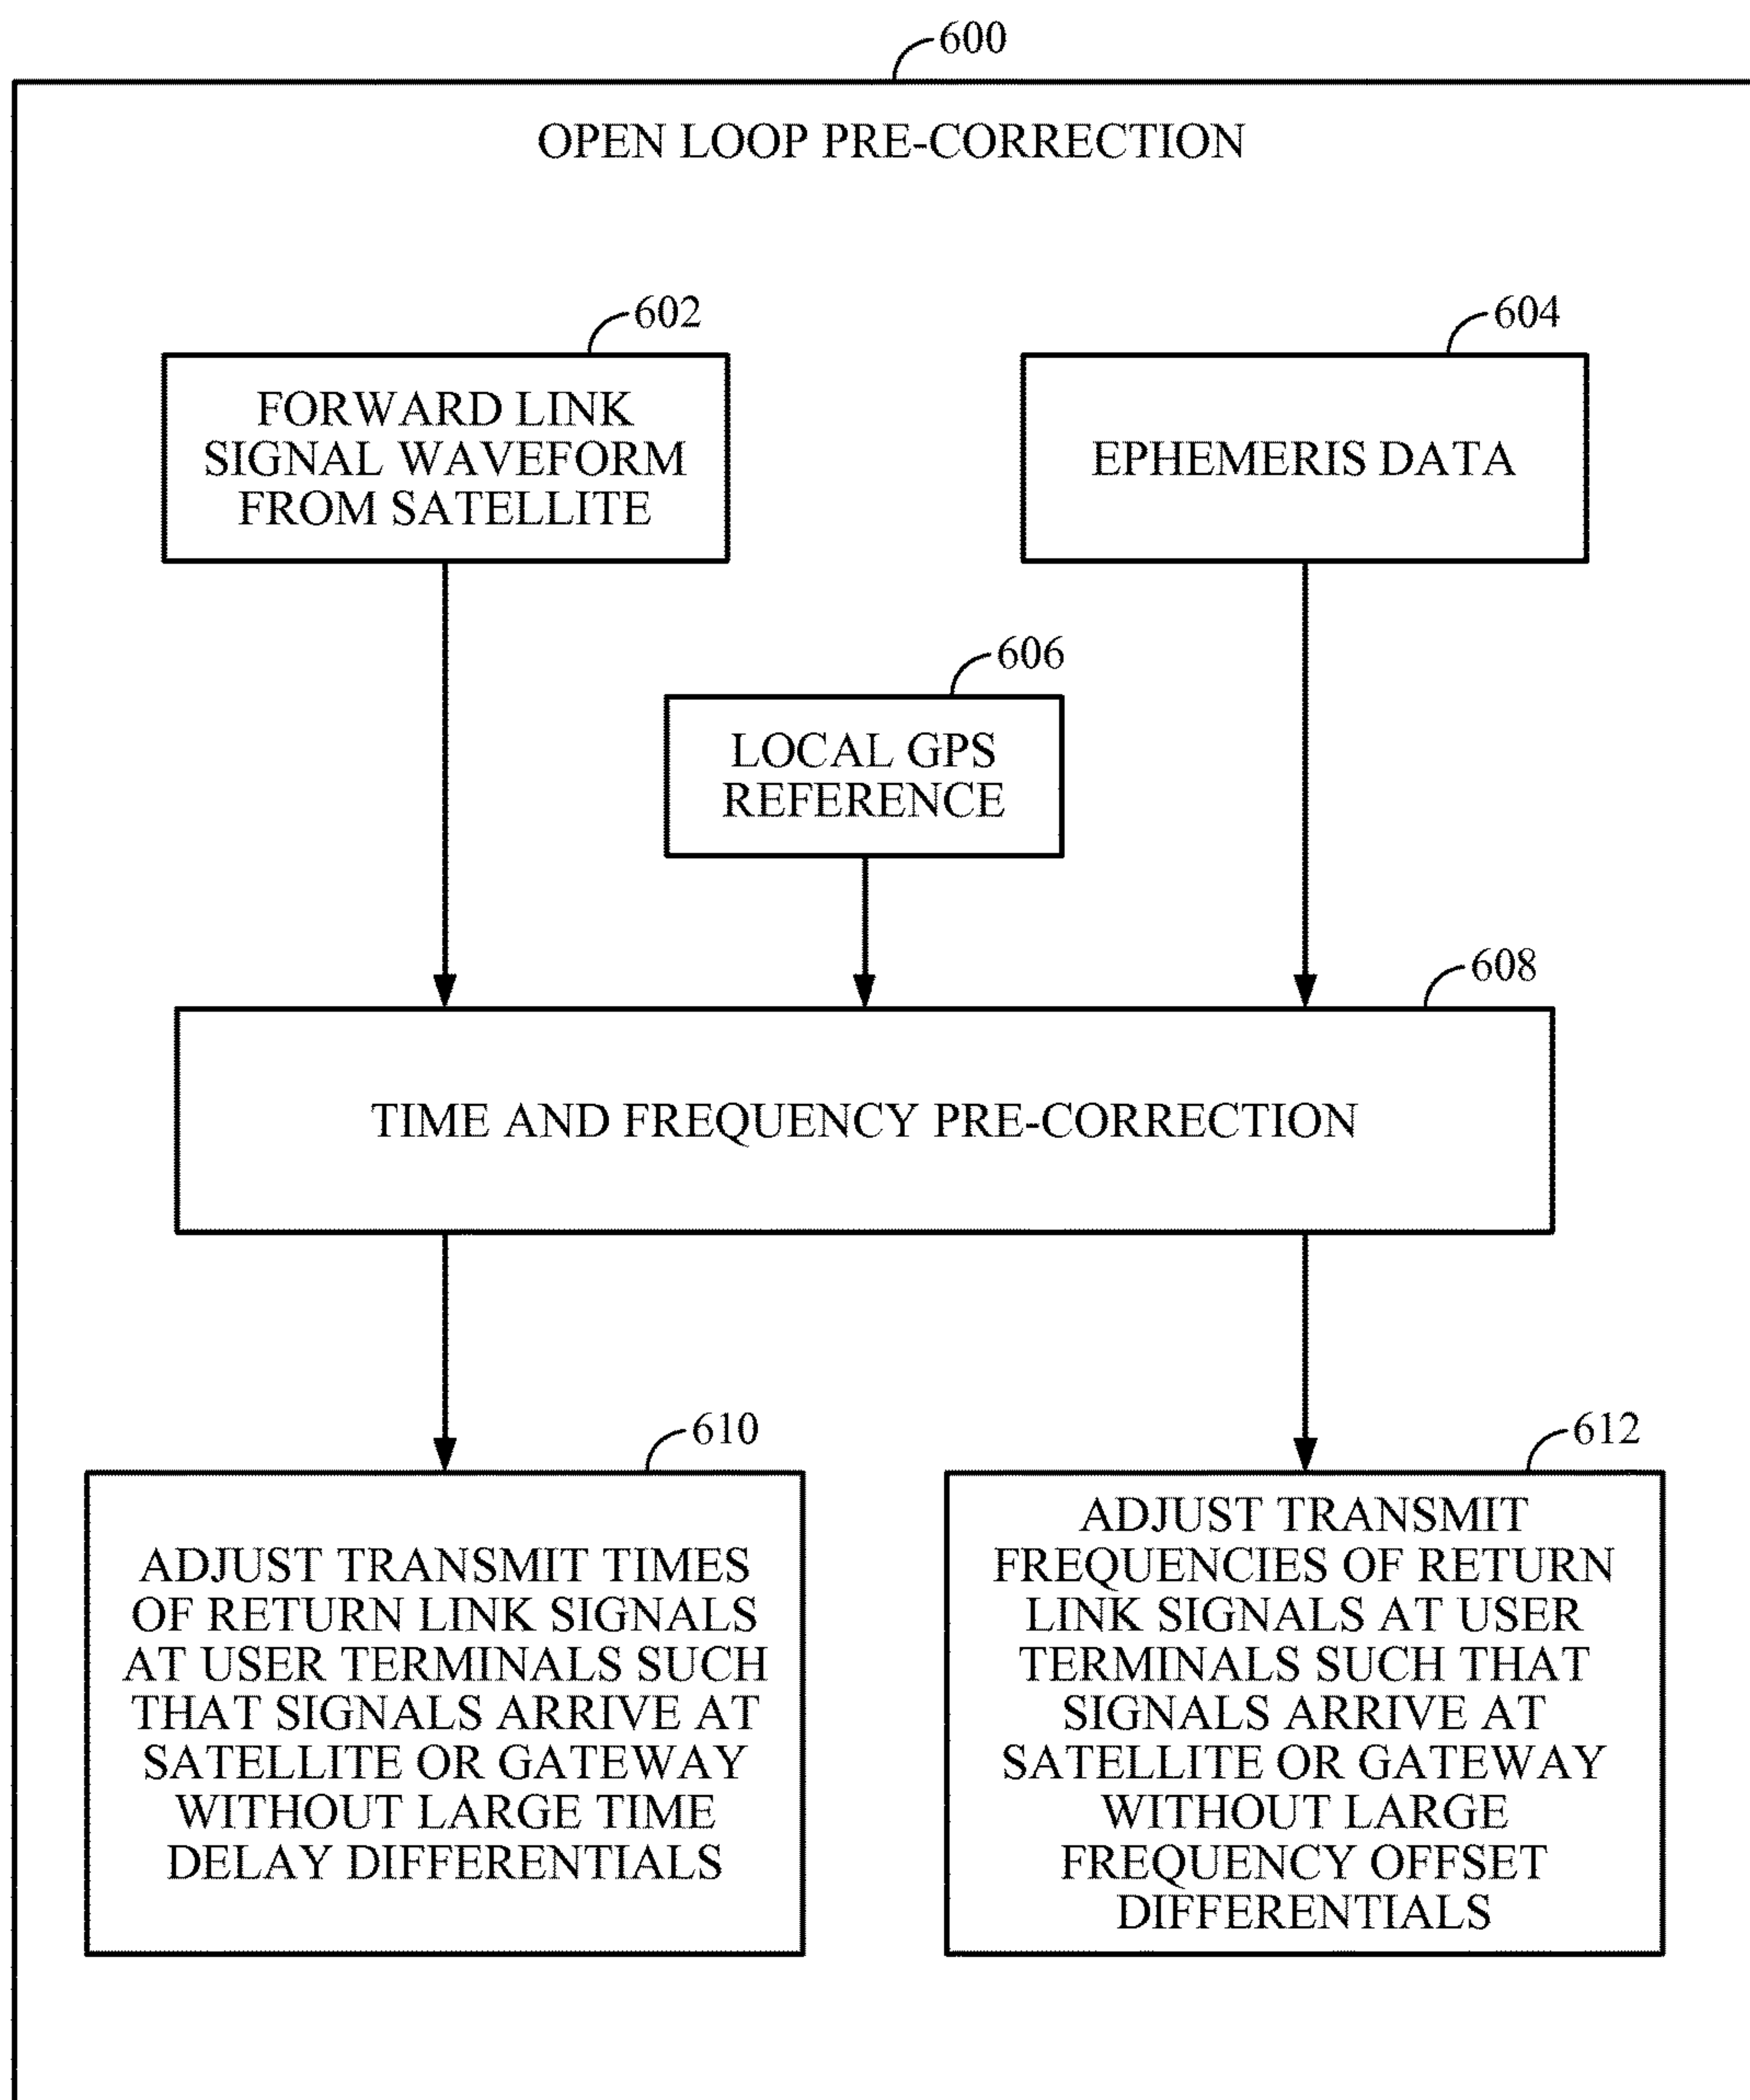 600
OPEN LOOP PRE-CORRECTION
602
FORWARD LINK
SIGNAL WAVEFORM
FROM SATELLITE
604
EPHEMERIS DATA
606
LOCAL GPS
REFERENCE
608
TIME AND FREQUENCY PRE-CORRECTION
610
ADJUST TRANSMIT TIMES
OF RETURN LINK SIGNALS
AT USER TERMINALS SUCH
THAT SIGNALS ARRIVE AT
SATELLITE OR GATEWAY
WITHOUT LARGE TIME
DELAY DIFFERENTIALS
612
ADJUST TRANSMIT
FREQUENCIES OF RETURN
LINK SIGNALS AT USER
TERMINALS SUCH THAT
SIGNALS ARRIVE AT
SATELLITE OR GATEWAY
WITHOUT LARGE
FREQUENCY OFFSET
DIFFERENTIALS